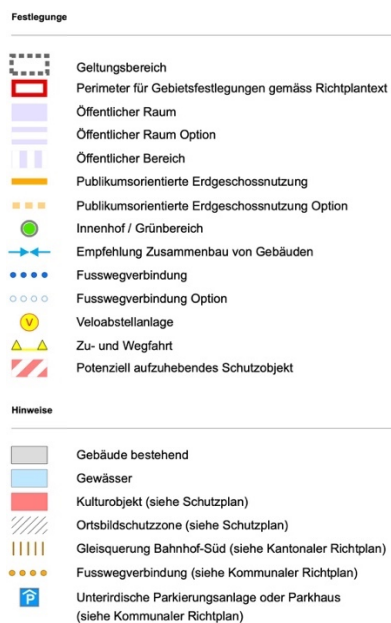 Festlegunge
Geltungsbereich
Perimeter für Gebietsfestlegungen gemäss Richtplantext
Öffentlicher Raum
Öffentlicher Raum Option
Öffentlicher Bereich
Publikumsorientierte Erdgeschossnutzung
Publikumsorientierte Erdgeschossnutzung Option
Innenhof / Grünbereich
Empfehlung Zusammenbau von Gebäuden
Fusswegverbindung
Fusswegverbindung Option
V Veloabstellanlage
Zu- und Wegfahrt
Potenziell aufzuhebendes Schutzobjekt
Hinweise
Gebäude bestehend
Gewässer
Kulturobjekt (siehe Schutzplan)
Ortsbildschutzzone (siehe Schutzplan)
Gleisquerung Bahnhof-Süd (siehe Kantonaler Richtplan)
Fusswegverbindung (siehe Kommunaler Richtplan)
P Unterirdische Parkierungsanlage oder Parkhaus
(siehe Kommunaler Richtplan)